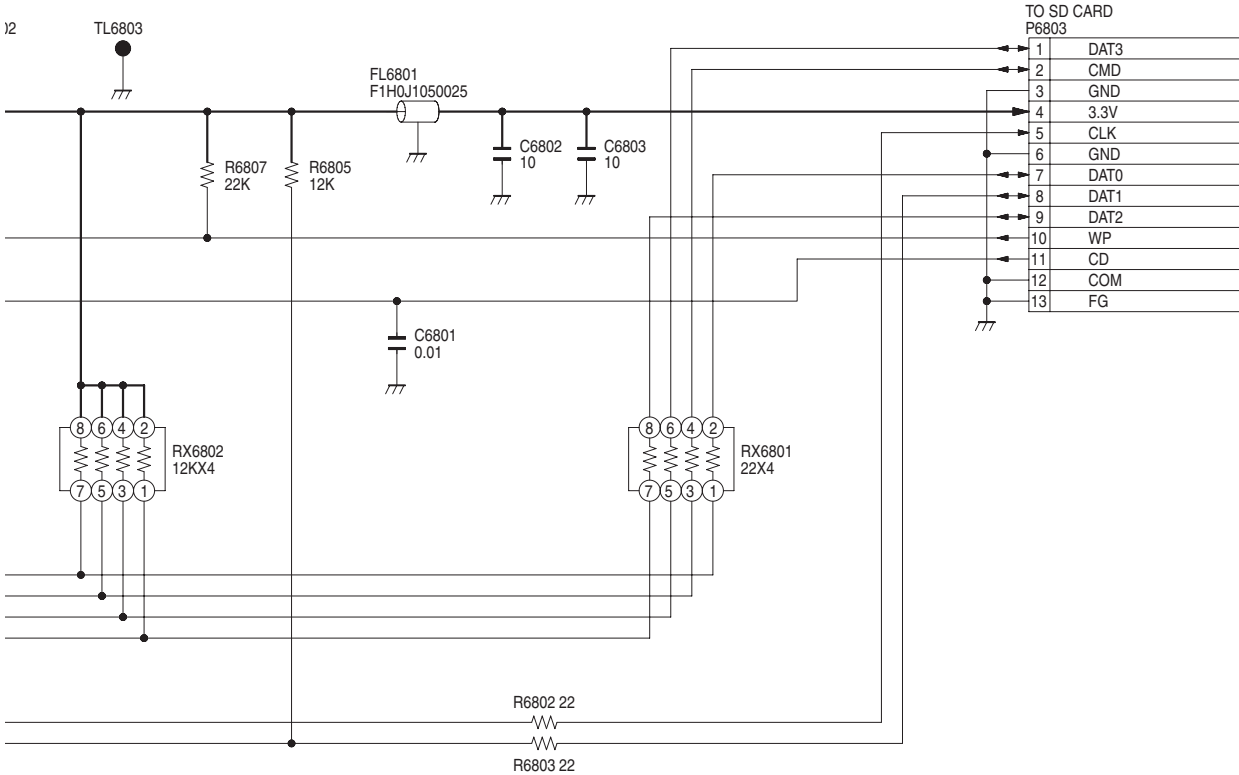 TO SD CARD
P6803
TL6803
FL6801
F1H0J1050025
1 DAT3
2 CMD
3 GND
4 3.3V
5 CLK
6 GND
7 DAT0
8 DAT1
9 DAT2
10 WP
11 CD
12 COM
13 FG
R6807
22K
R6805
12K
C6802
10
C6803
10
C6801
0.01
8 6 4 2
RX6802
12KX4
7 5 3 1
8 6 4 2
RX6801
22X4
7 5 3 1
R6802 22
R6803 22